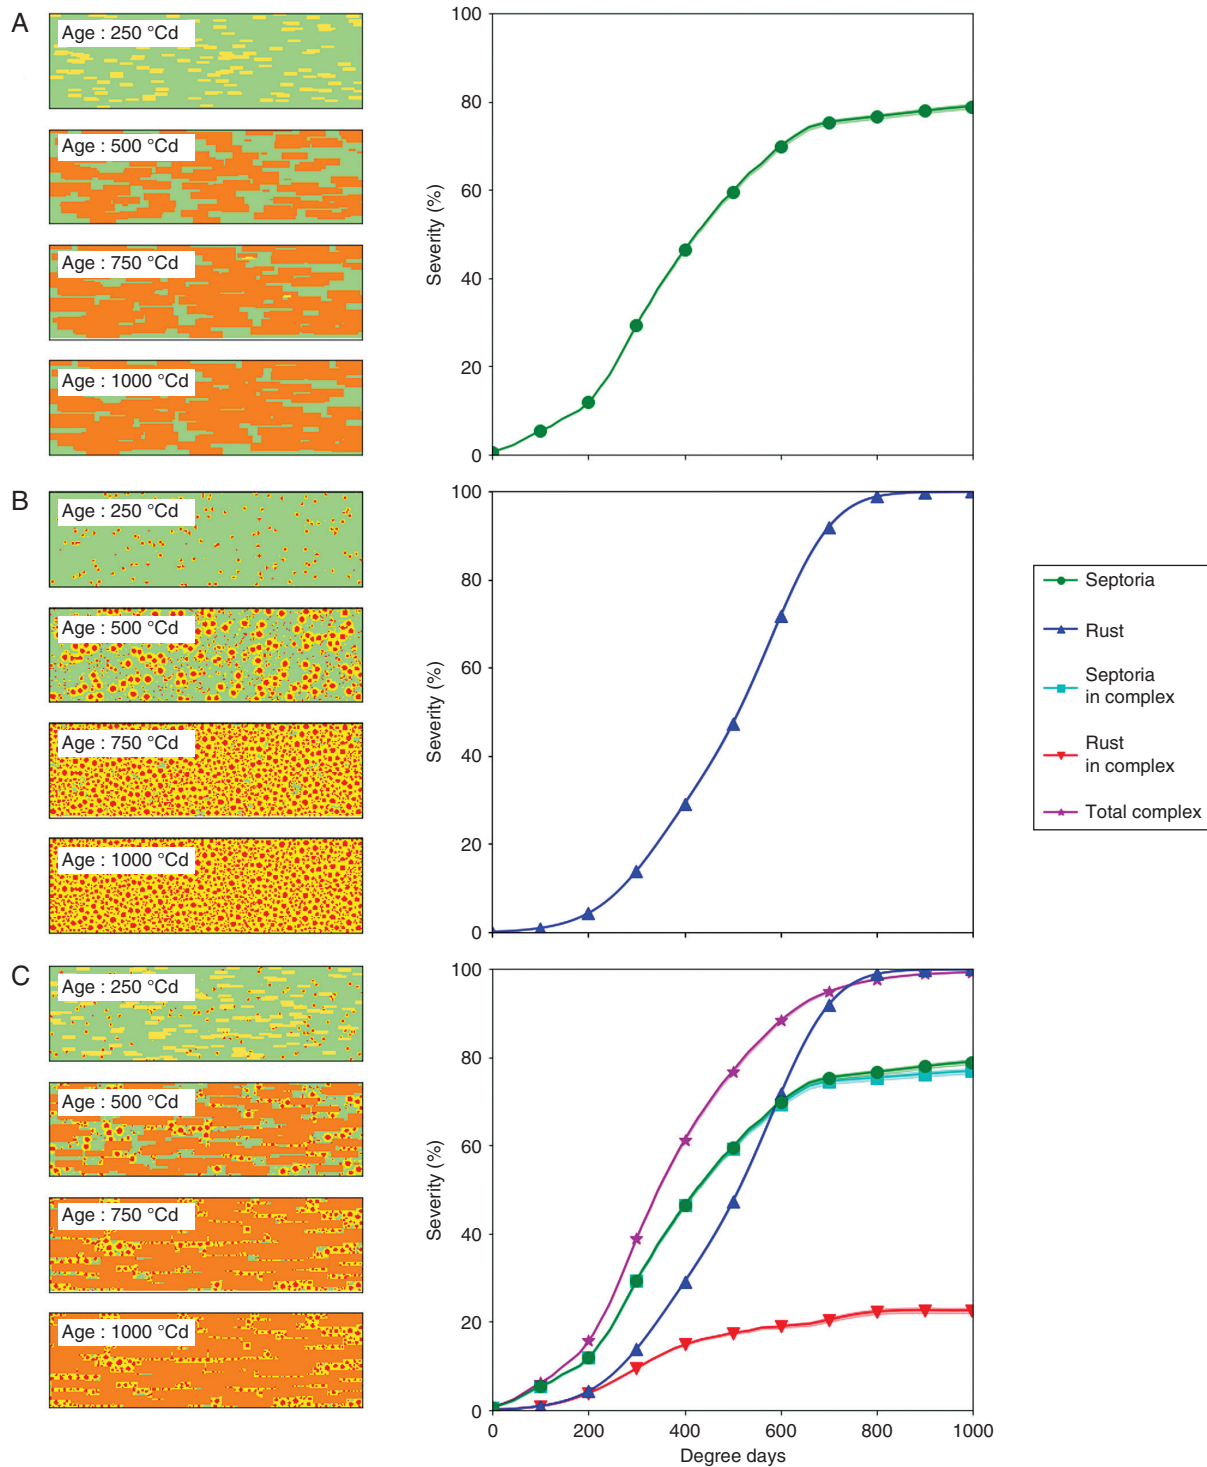 A
Age : 250 °Cd
Age : 500 °Cd
Age : 750 °Cd
Age : 1000 °Cd
100
80
60
40
20
0
Severity (%)
B
Age : 250 °Cd
Age : 500 °Cd
Age : 750 °Cd
Age : 1000 °Cd
100
80
60
40
20
0
Severity (%)
Septoria
Rust
Septoria
in complex
Rust
in complex
Total complex
C
Age : 250 °Cd
Age : 500 °Cd
Age : 750 °Cd
Age : 1000 °Cd
100
80
60
40
20
0
Severity (%)
0 200 400 600 800 1000
Degree days